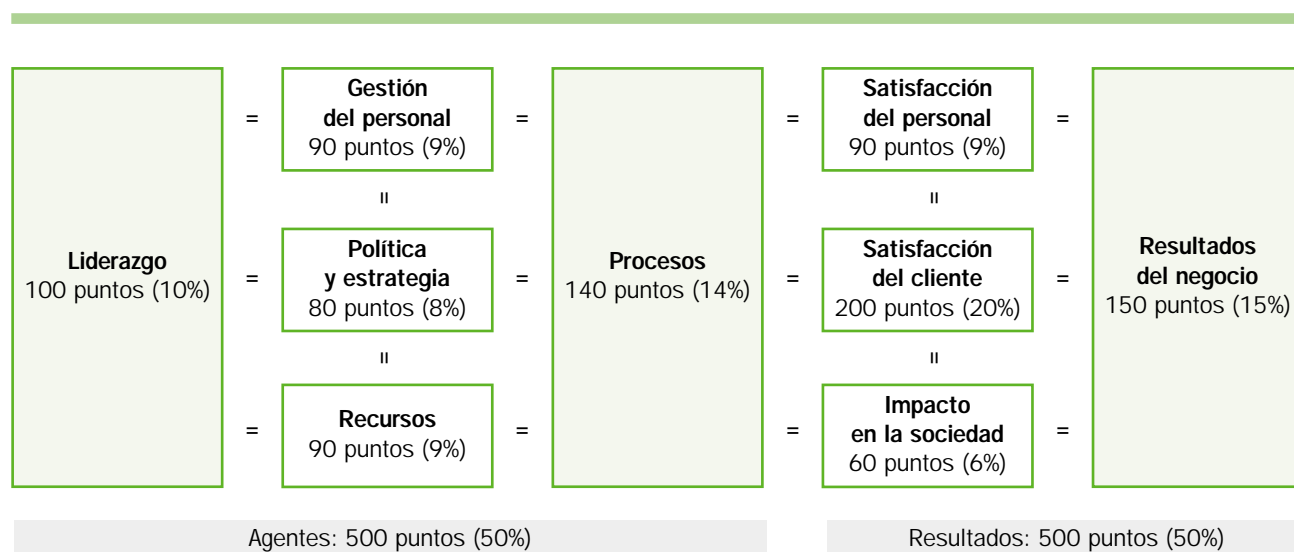 Liderazgo
100 puntos (10%)
=
=
=
Gestión
del personal
90 puntos (9%)
=
Política
y estrategia
80 puntos (8%)
=
Recursos
90 puntos (9%)
=
=
=
Procesos
140 puntos (14%)
=
=
=
Satisfacción
del personal
90 puntos (9%)
=
Satisfacción
del cliente
200 puntos (20%)
=
Impacto
en la sociedad
60 puntos (6%)
=
=
=
Resultados
del negocio
150 puntos (15%)
Agentes: 500 puntos (50%)
Resultados: 500 puntos (50%)